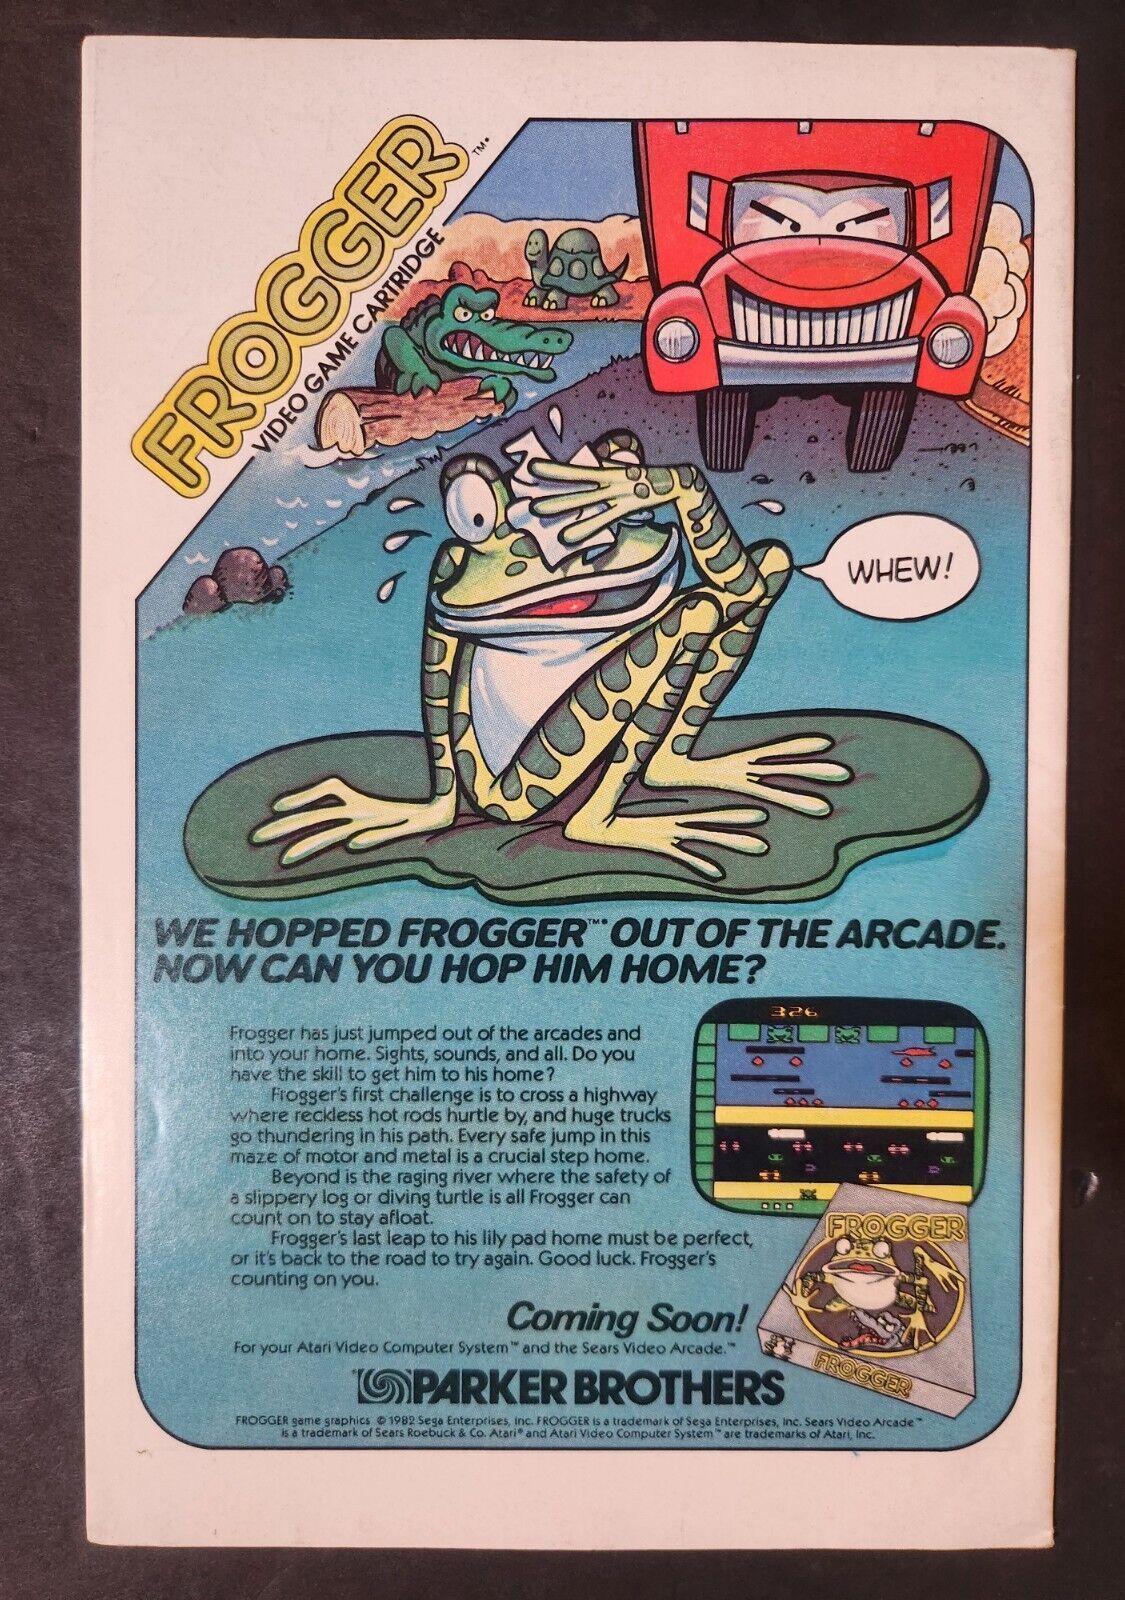 FROGGER™•
VIDEO GAME CARTRIDGE
WHEW!
WE HOPPED FROGGER™• OUT OF THE ARCADE.
NOW CAN YOU HOP HIM HOME?
Frogger has just jumped out of the arcades and
into your home. Sights, sounds, and all. Do you
have the skill to get him to his home?
Frogger's first challenge is to cross a highway
where reckless hot rods hurtle by, and huge trucks
go thundering in his path. Every safe jump in this
maze of motor and metal is a crucial step home.
Beyond is the raging river where the safety of
a slippery log or diving turtle is all Frogger can
count on to stay afloat.
Frogger's last leap to his lily pad home must be perfect,
or it's back to the road to try again. Good luck. Frogger's
counting on you.
326
FROGGER
FROGGER
Coming Soon!
For your Atari Video Computer System™ and the Sears Video Arcade.™
PARKER BROTHERS
FROGGER game graphics © 1982 Sega Enterprises, Inc. FROGGER is a trademark of Sega Enterprises, Inc. Sears Video Arcade™
is a trademark of Sears Roebuck & Co. Atari® and Atari Video Computer System™ are trademarks of Atari, Inc.